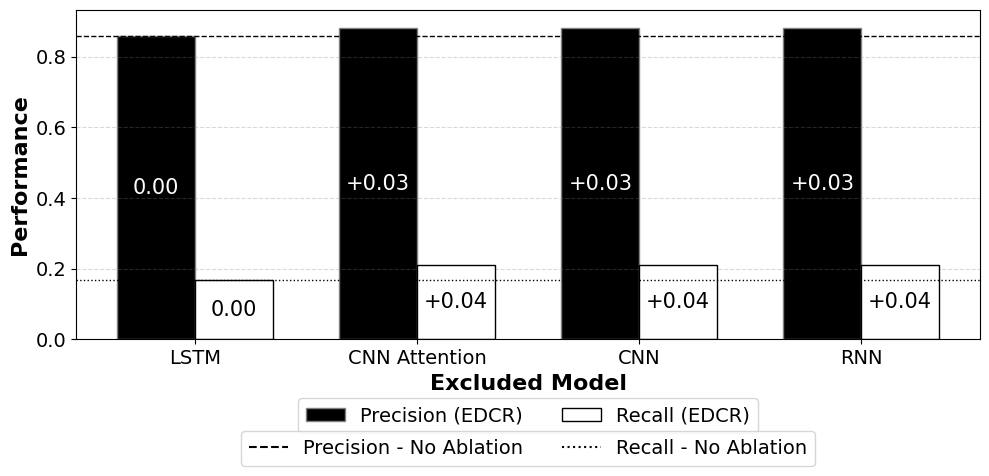 Performance
0.8
0.6
0.4
0.2
0.0
0.00
0.00
+0.03
+0.04
+0.03
+0.04
+0.03
+0.04
LSTM
CNN Attention
CNN
RNN
Excluded Model
Precision (EDCR)
Recall (EDCR)
Precision - No Ablation
Recall - No Ablation